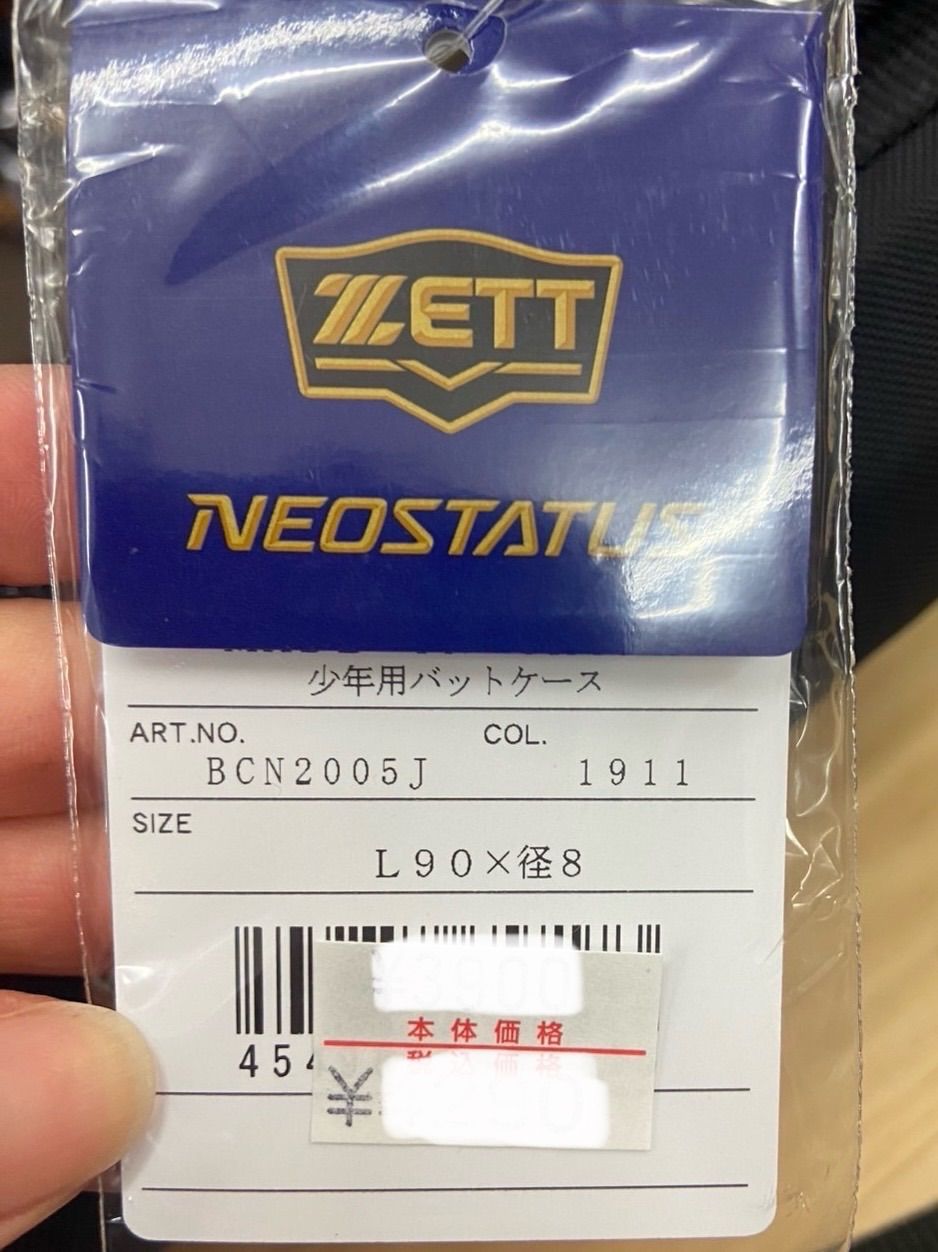 ZETT
NEOSTATUS
少年用バットケース
ART.NO. COL.
BCN2005J 1911
SIZE
L90×径8
本体価格
454
税込価格
¥